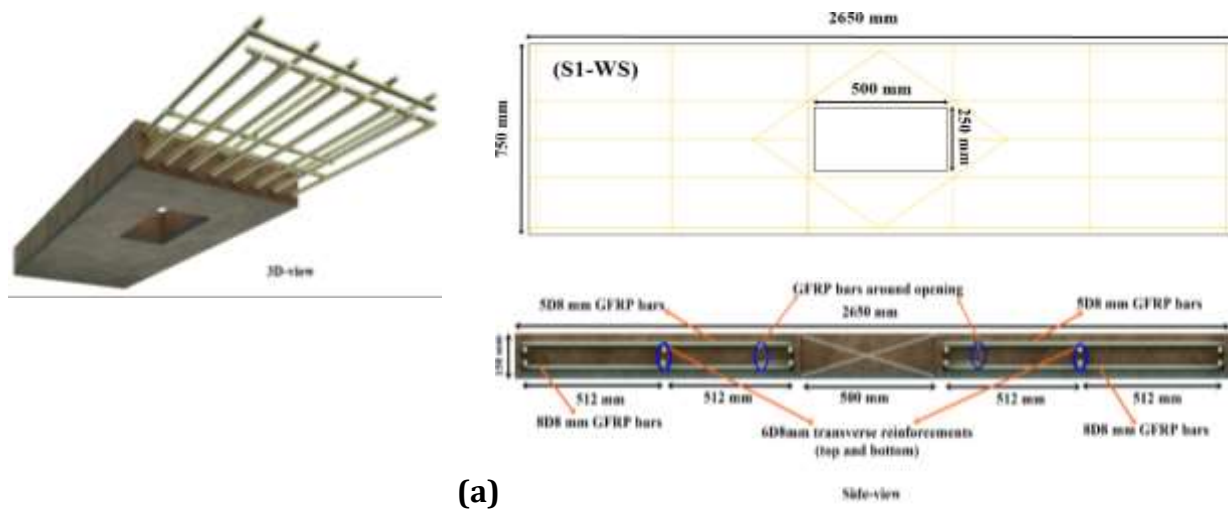 2650 mm
(S1-WS)
500 mm
250 mm
750 mm
3D-view
GFRP bars around opening
5D8 mm GFRP bars
5D8 mm GFRP bars
2650 mm
150 mm
512 mm
512 mm
500 mm
512 mm
512 mm
8D8 mm GFRP bars
6D8mm transverse reinforcements
(top and bottom)
8D8 mm GFRP bars
(a)
Side-view